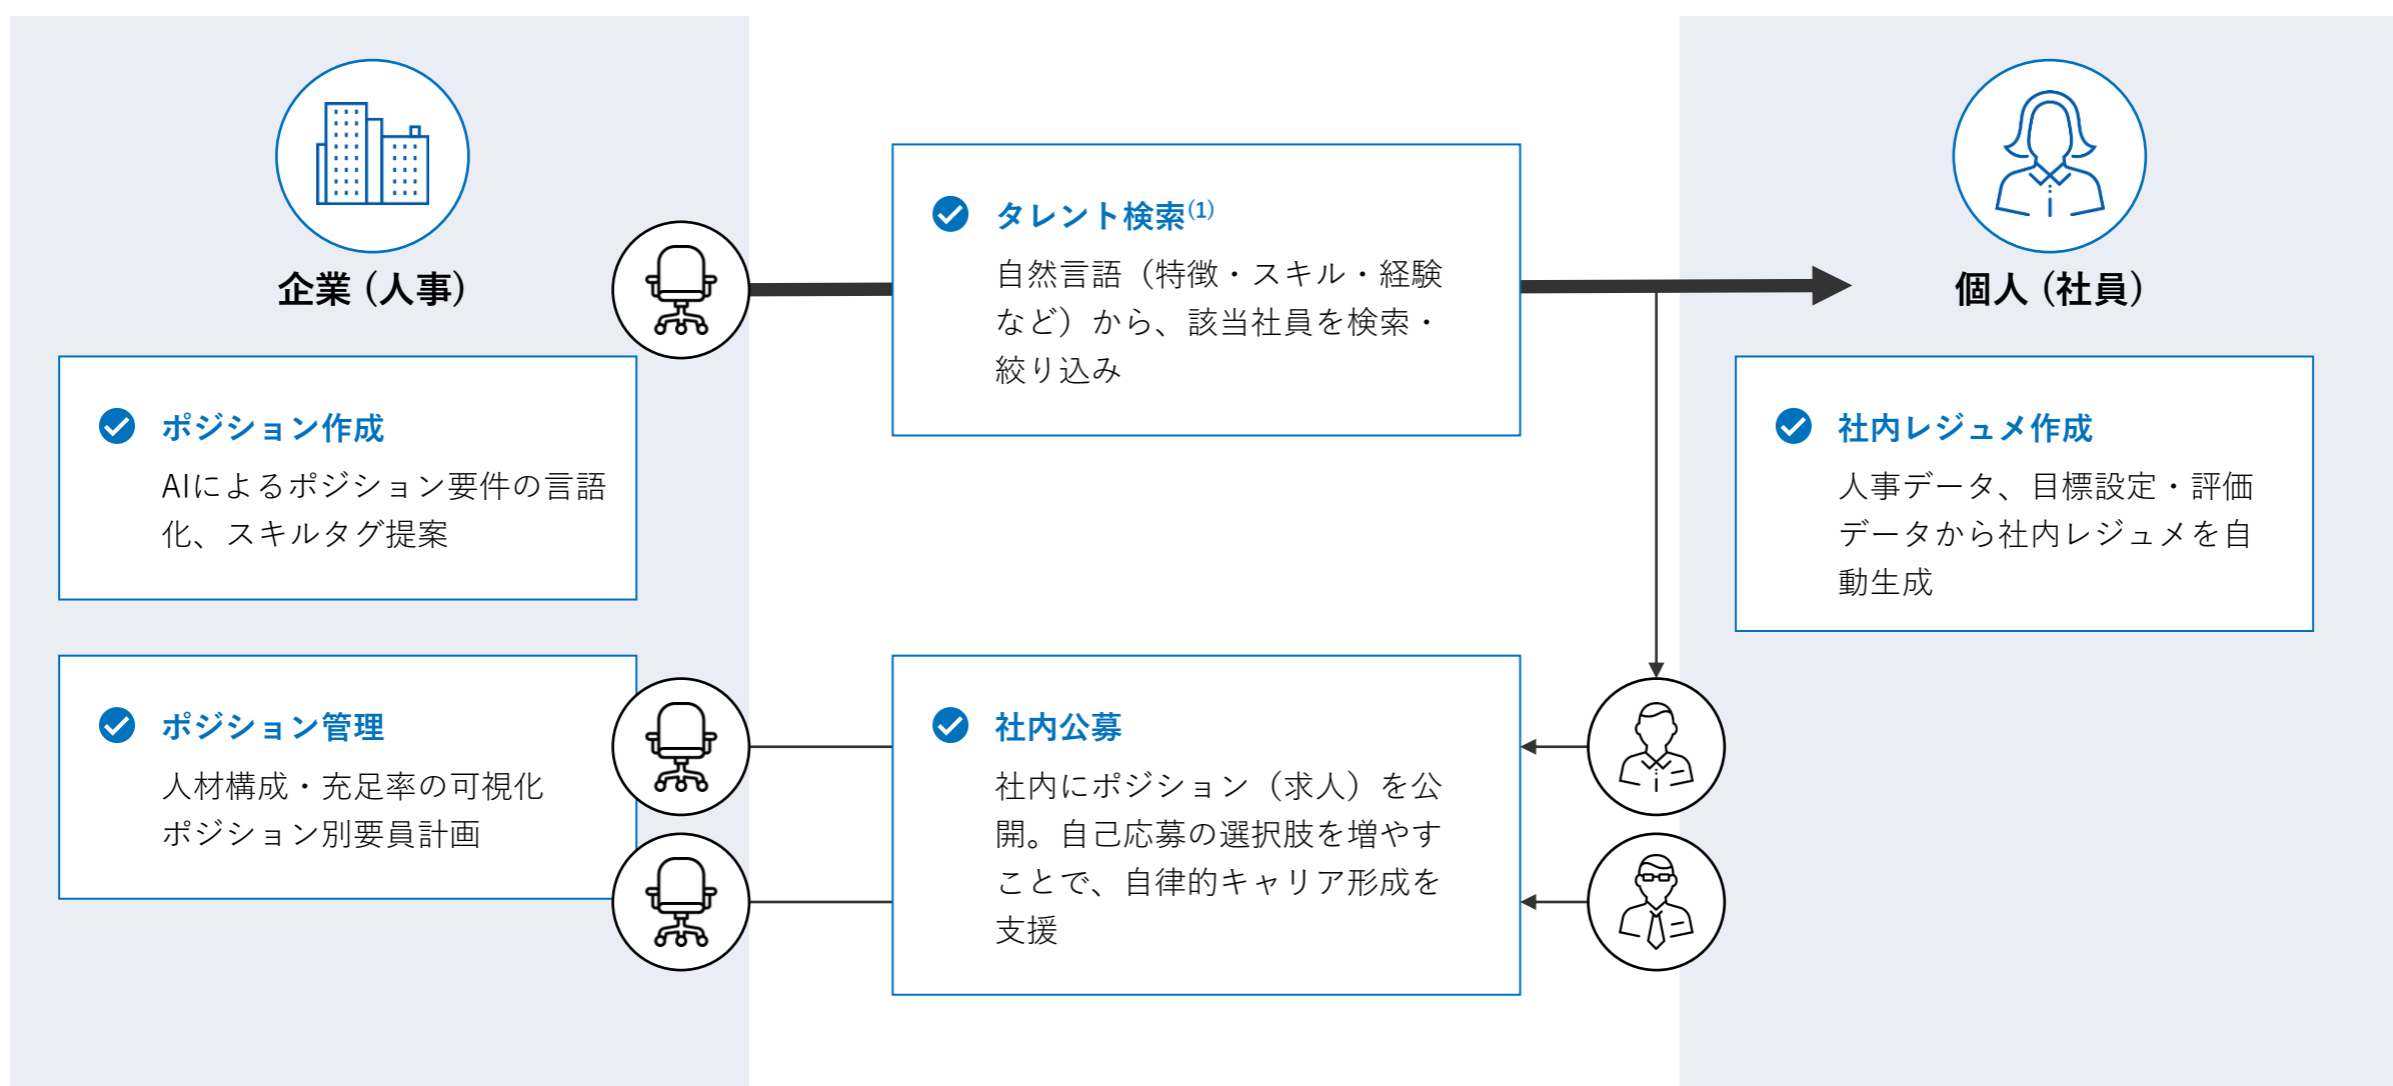 企業 (人事)
ポジション作成
AIによるポジション要件の言語
化、スキルタグ提案
ポジション管理
人材構成・充足率の可視化
ポジション別要員計画
タレント検索(1)
自然言語（特徴・スキル・経験
など）から、該当社員を検索・
絞り込み
社内公募
社内にポジション（求人）を公
開。自己応募の選択肢を増やす
ことで、自律的キャリア形成を
支援
個人 (社員)
社内レジュメ作成
人事データ、目標設定・評価
データから社内レジュメを自
動生成